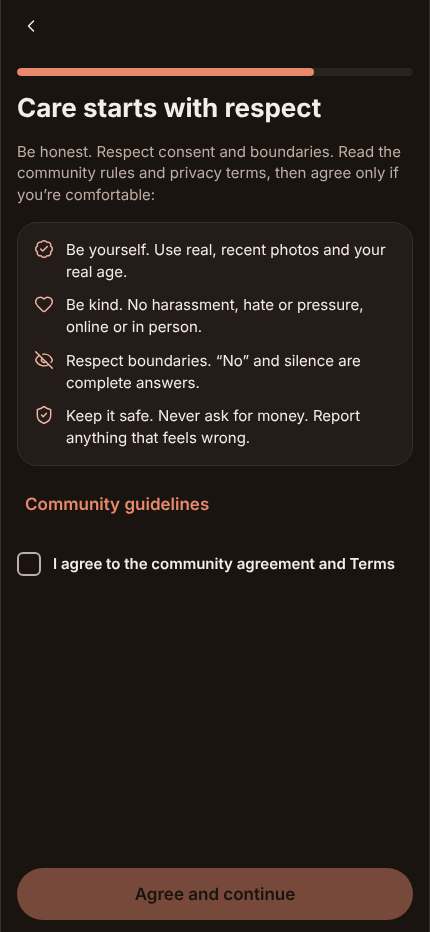 Care starts with respect
Be honest. Respect consent and boundaries. Read the
community rules and privacy terms, then agree only if
you’re comfortable:
Be yourself. Use real, recent photos and your
real age.
Be kind. No harassment, hate or pressure,
online or in person.
Respect boundaries. “No” and silence are
complete answers.
Keep it safe. Never ask for money. Report
anything that feels wrong.
Community guidelines
I agree to the community agreement and Terms
Agree and continue